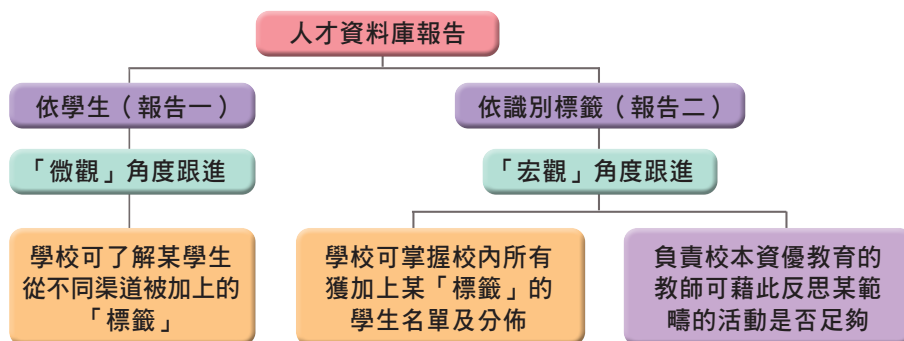 人才資料庫報告
依學生（報告一）
依識別標籤（報告二）
「微觀」角度跟進
「宏觀」角度跟進
學校可了解某學生
從不同渠道被加上的
「標籤」
學校可掌握校內所有
獲加上某「標籤」的
學生名單及分佈
負責校本資優教育的
教師可藉此反思某範
疇的活動是否足夠